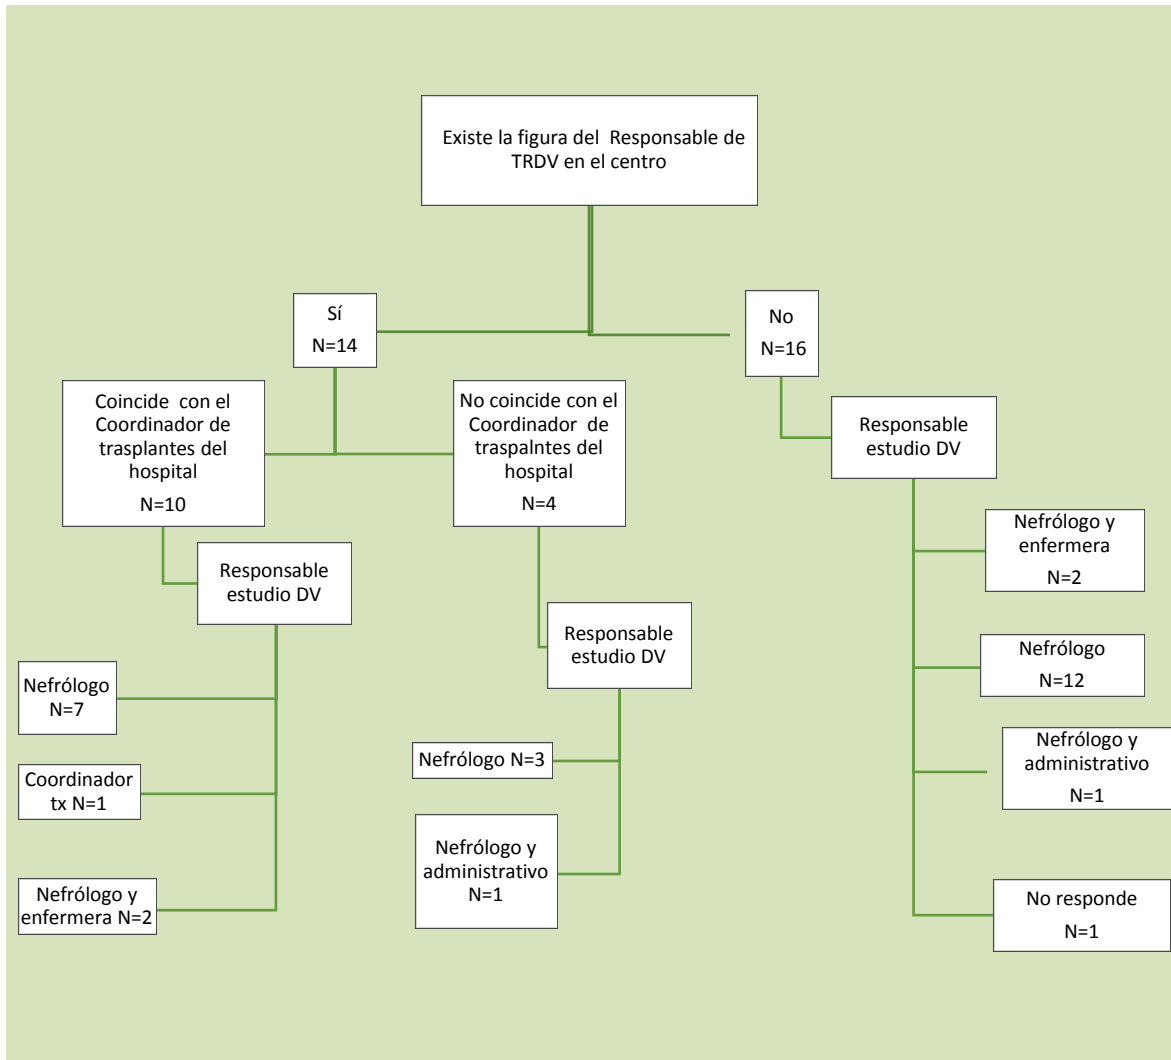 Existe la figura del Responsable de
TRDV en el centro
Sí
N=14
No
N=16
Coincide con el
Coordinador de
trasplantes del
hospital
N=10
No coincide con el
Coordinador de
traspalntes del
hospital
N=4
Responsable
estudio DV
Responsable
estudio DV
Responsable
estudio DV
Nefrólogo
N=7
Coordinador
tx N=1
Nefrólogo y
enfermera N=2
Nefrólogo N=3
Nefrólogo y
administrativo
N=1
Nefrólogo y
enfermera
N=2
Nefrólogo
N=12
Nefrólogo y
administrativo
N=1
No responde
N=1